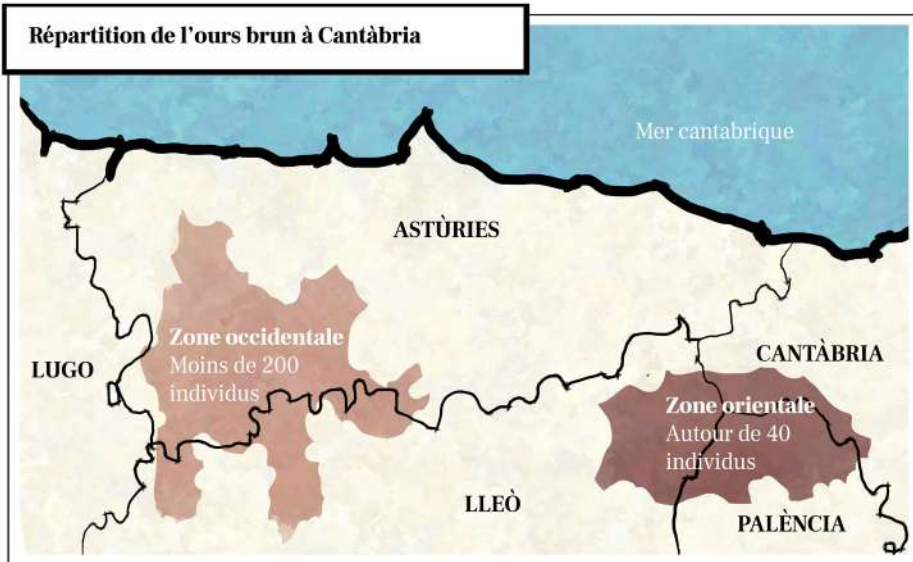 Répartition de l'ours brun à Cantàbria
Mer cantabrique
ASTÙRIES
Zone occidentale
Moins de 200
individus
LUGO
CANTÀBRIA
Zone orientale
Autour de 40
individus
LLEÒ
PALÈNCIA